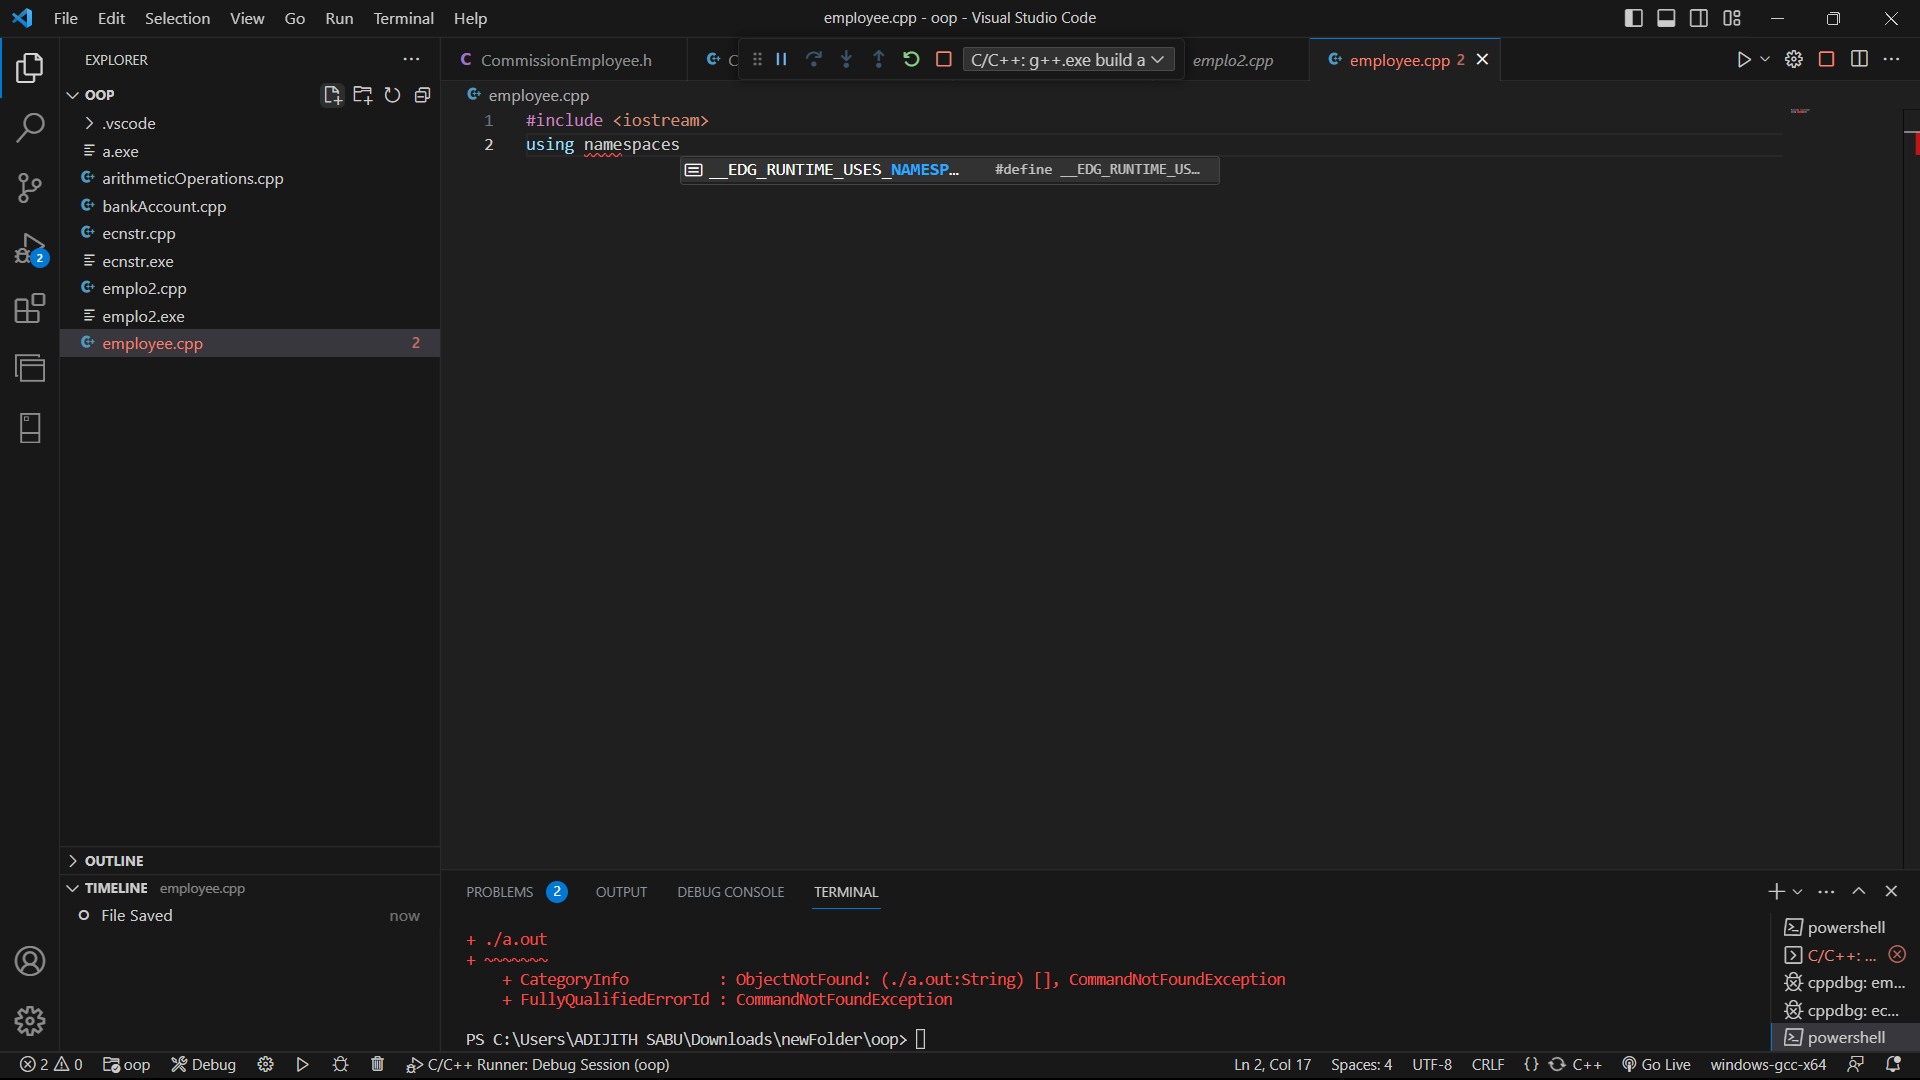 File Edit Selection View Go Run Terminal Help
employee.cpp - oop - Visual Studio Code
EXPLORER
CommissionEmployee.h
C/C++: g++.exe build a
emplo2.cpp
employee.cpp 2
OOP
.vscode
a.exe
arithmeticOperations.cpp
bankAccount.cpp
ecnstr.cpp
ecnstr.exe
emplo2.cpp
emplo2.exe
employee.cpp 2
2
employee.cpp
1 #include <iostream>
2 using namespaces
__EDG_RUNTIME_USES_NAMESP… #define __EDG_RUNTIME_US…
OUTLINE
TIMELINE employee.cpp
File Saved now
PROBLEMS 2 OUTPUT DEBUG CONSOLE TERMINAL
+ ./a.out
+ ~~~~~~~
+ CategoryInfo : ObjectNotFound: (./a.out:String) [], CommandNotFoundException
+ FullyQualifiedErrorId : CommandNotFoundException
PS C:\Users\ADIJITH SABU\Downloads\newFolder\oop>
powershell
C/C++: ...
cppdbg: em...
cppdbg: ec...
powershell
2 0 oop Debug C/C++ Runner: Debug Session (oop)
Ln 2, Col 17 Spaces: 4 UTF-8 CRLF {} C++ Go Live windows-gcc-x64